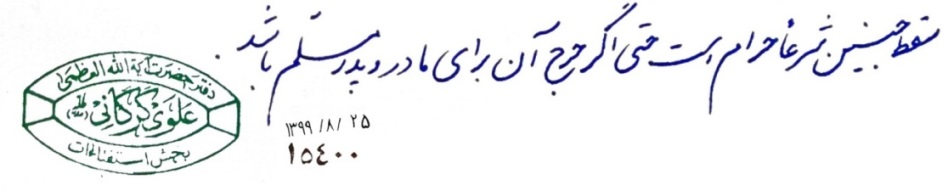 سقط جنین شرعاً حرام است حتی اگر حرج آن برای مادر و پدر مسلم باشد.
دفتر حضرت آیة الله العظمی
علوی گرگانی
بخش استفتائات
۱۳۹۹ /۸/ ۲۵
۱۵۴۰۰